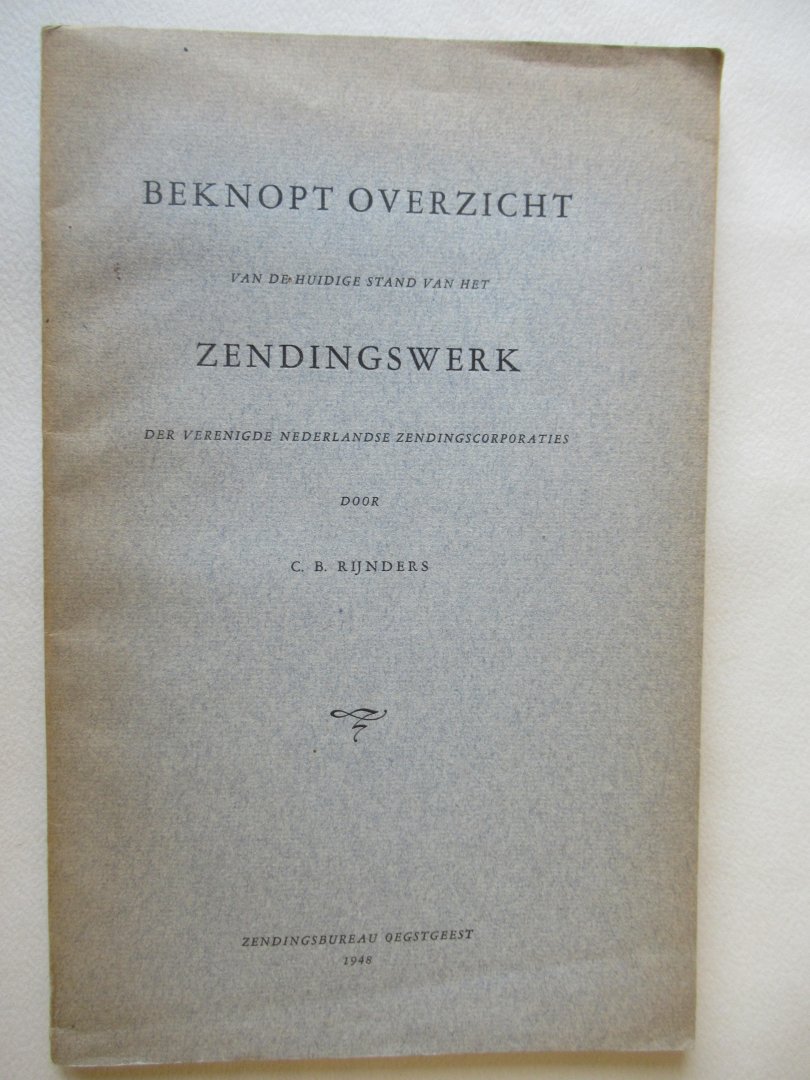 BEKNOPT OVERZICHT
VAN DE HUIDIGE STAND VAN HET
ZENDINGSWERK
DER VERENIGDE NEDERLANDSE ZENDINGSCORPORATIES
DOOR
C. B. RIJNDERS
ZENDINGSBUREAU OEGSTGEEST
1948